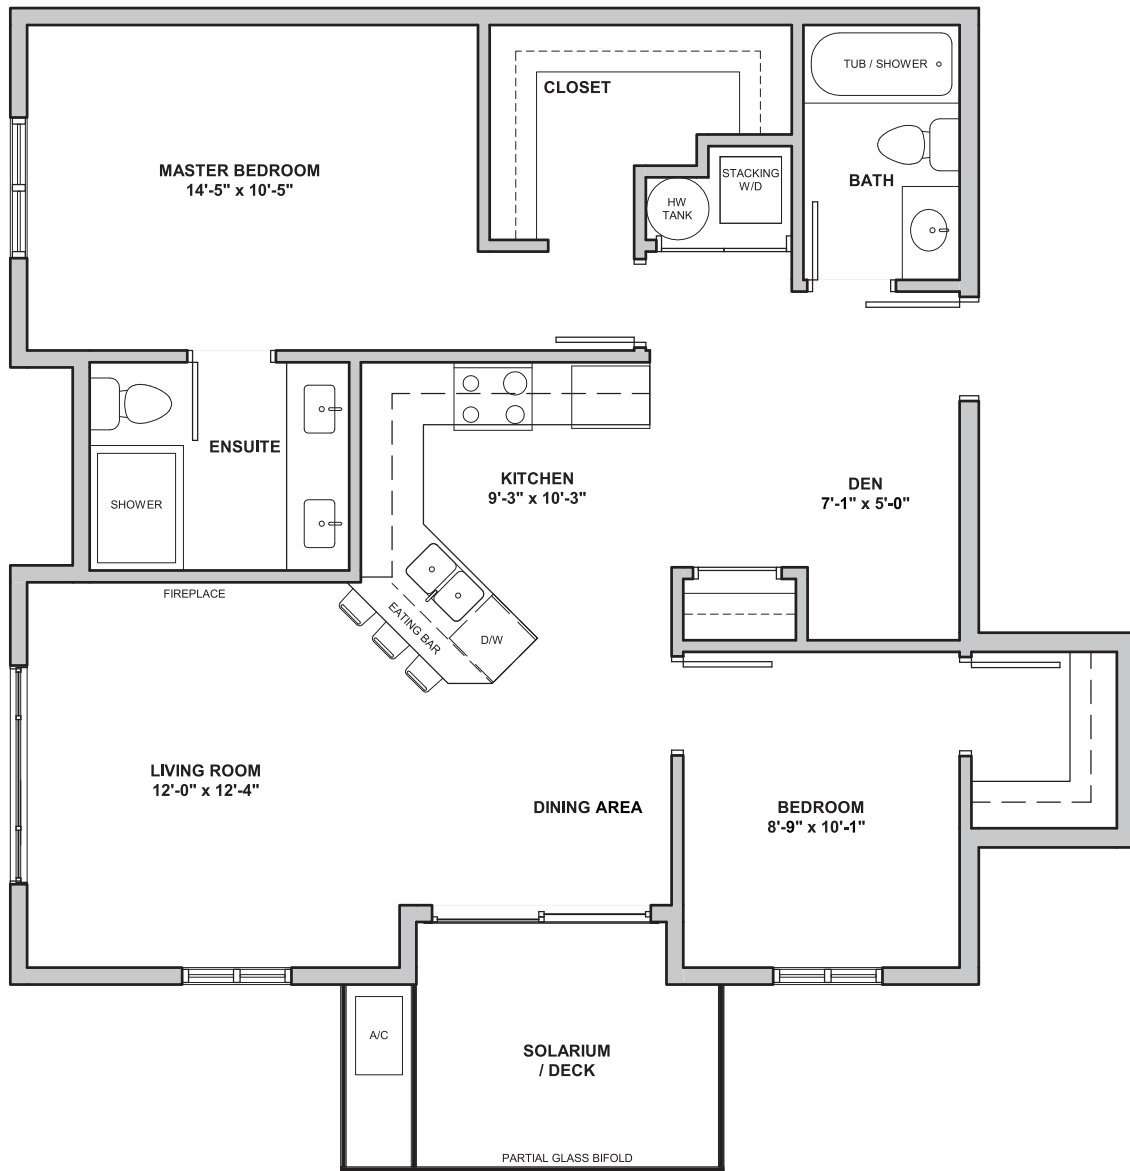 TUB / SHOWER
CLOSET
MASTER BEDROOM
14'-5" x 10'-5"
STACKING
W/D
BATH
HW
TANK
ENSUITE
KITCHEN
9'-3" x 10'-3"
DEN
7'-1" x 5'-0"
SHOWER
FIREPLACE
EATING BAR
D/W
LIVING ROOM
12'-0" x 12'-4"
DINING AREA
BEDROOM
8'-9" x 10'-1"
A/C
SOLARIUM
/ DECK
PARTIAL GLASS BIFOLD